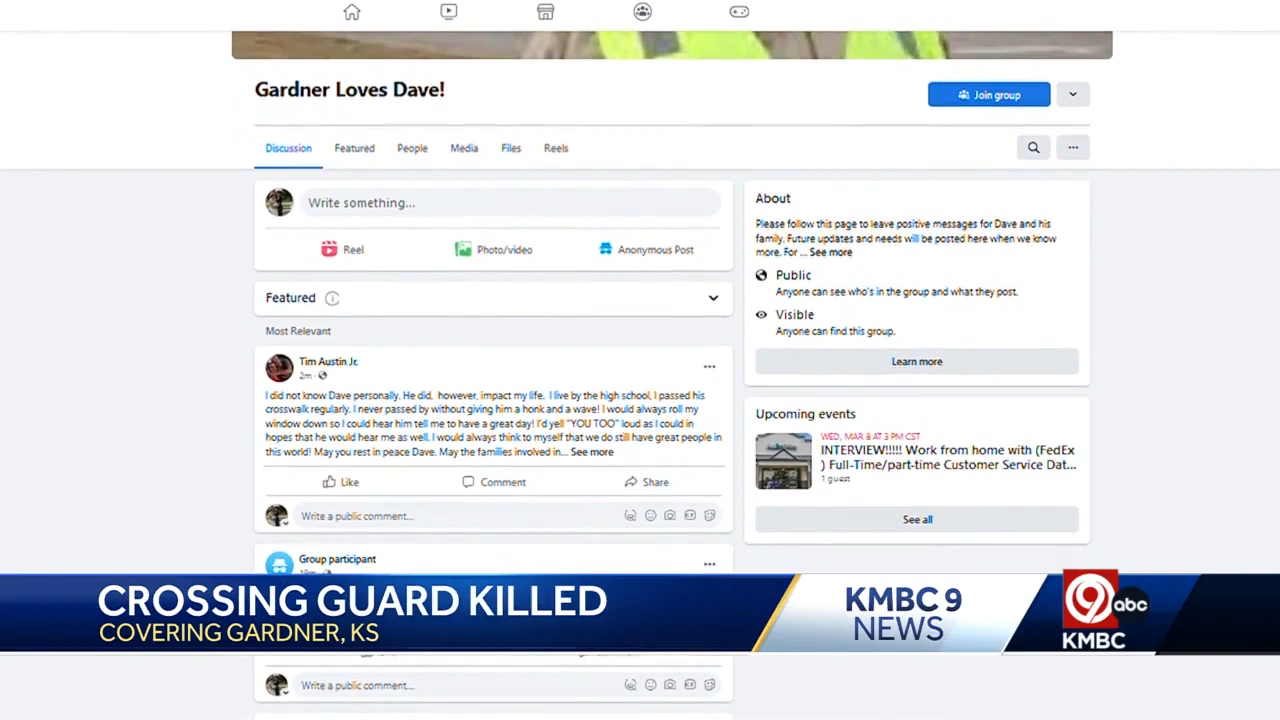 Gardner Loves Dave!
Join group
Discussion
Featured
People
Media
Files
Reels
Write something...
Reel
Photo/video
Anonymous Post
Featured
Most Relevant
Tim Austin Jr.
2m
I did not know Dave personally. He did, however, impact my life. I live by the high school, I passed his
crosswalk regularly. I never passed by without giving him a honk and a wave! I would always roll my
window down so I could hear him tell me to have a great day! I'd yell "YOU TOO" loud as I could in
hopes that he would hear me as well. I would always think to myself that we do still have great people in
this world! May you rest in peace Dave. May the families involved in... See more
Like
Comment
Share
Write a public comment...
Group participant
About
Please follow this page to leave positive messages for Dave and his
family. Future updates and needs will be posted here when we know
more. For ... See more
Public
Anyone can see who's in the group and what they post.
Visible
Anyone can find this group.
Learn more
Upcoming events
WED, MAR 8 AT 3 PM CST
INTERVIEW!!!!! Work from home with (FedEx
) Full-Time/part-time Customer Service Dat...
1 guest
See all
CROSSING GUARD KILLED
COVERING GARDNER, KS
KMBC 9
NEWS
9
abc
KMBC
Write a public comment...